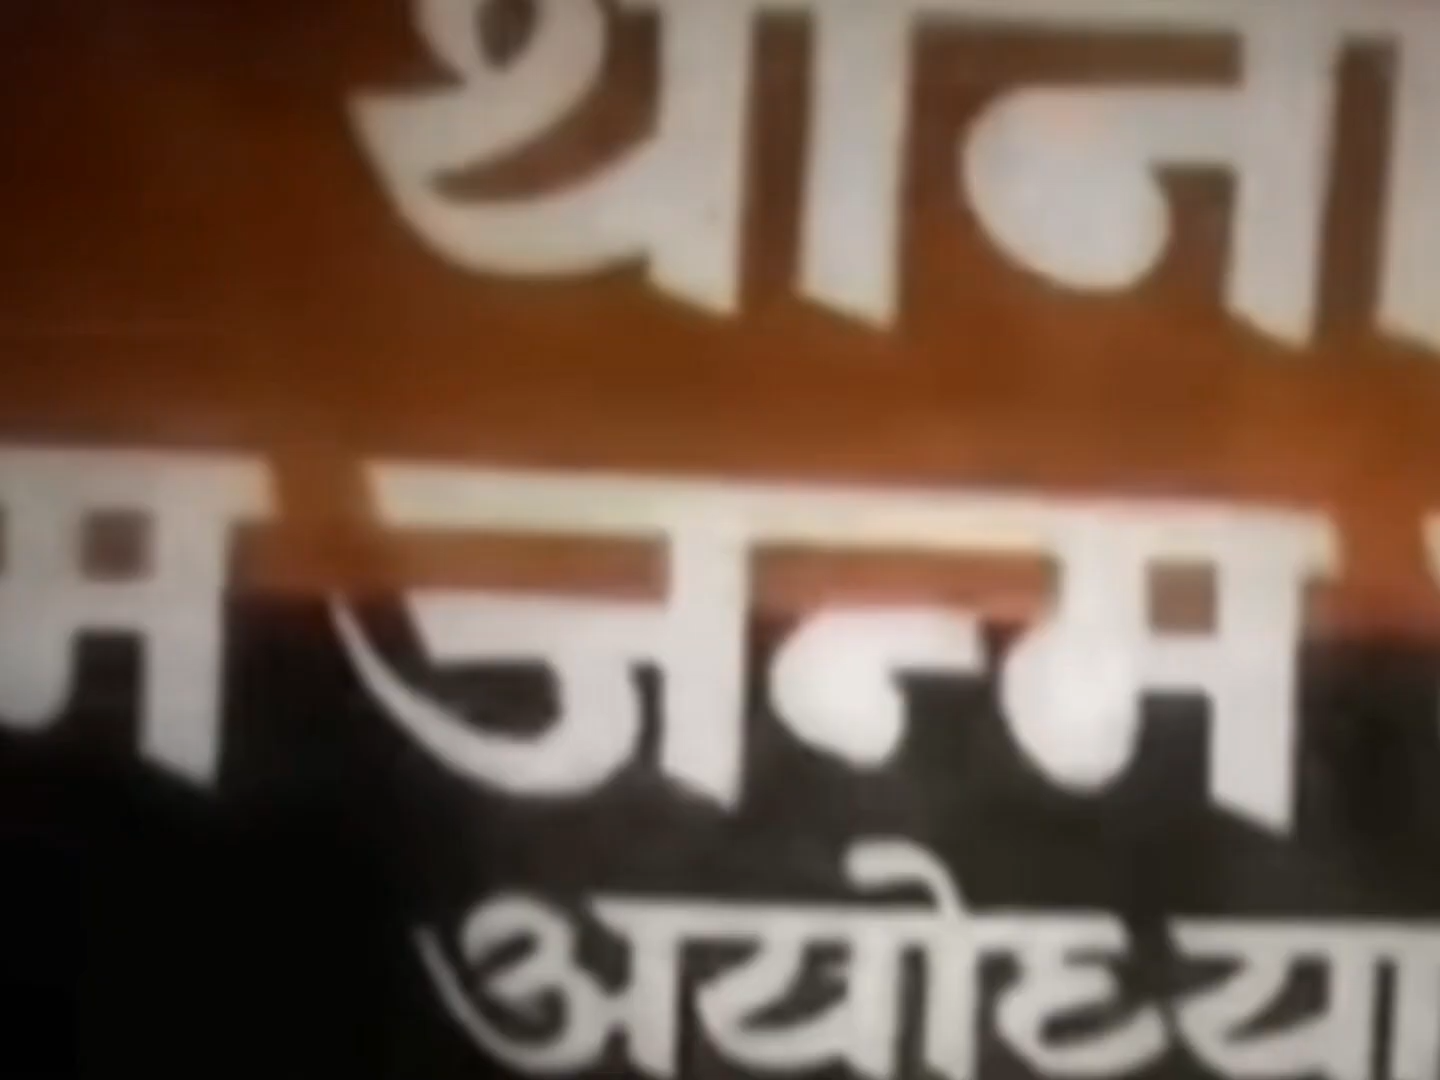 थाना
म जन्म
अयोध्या